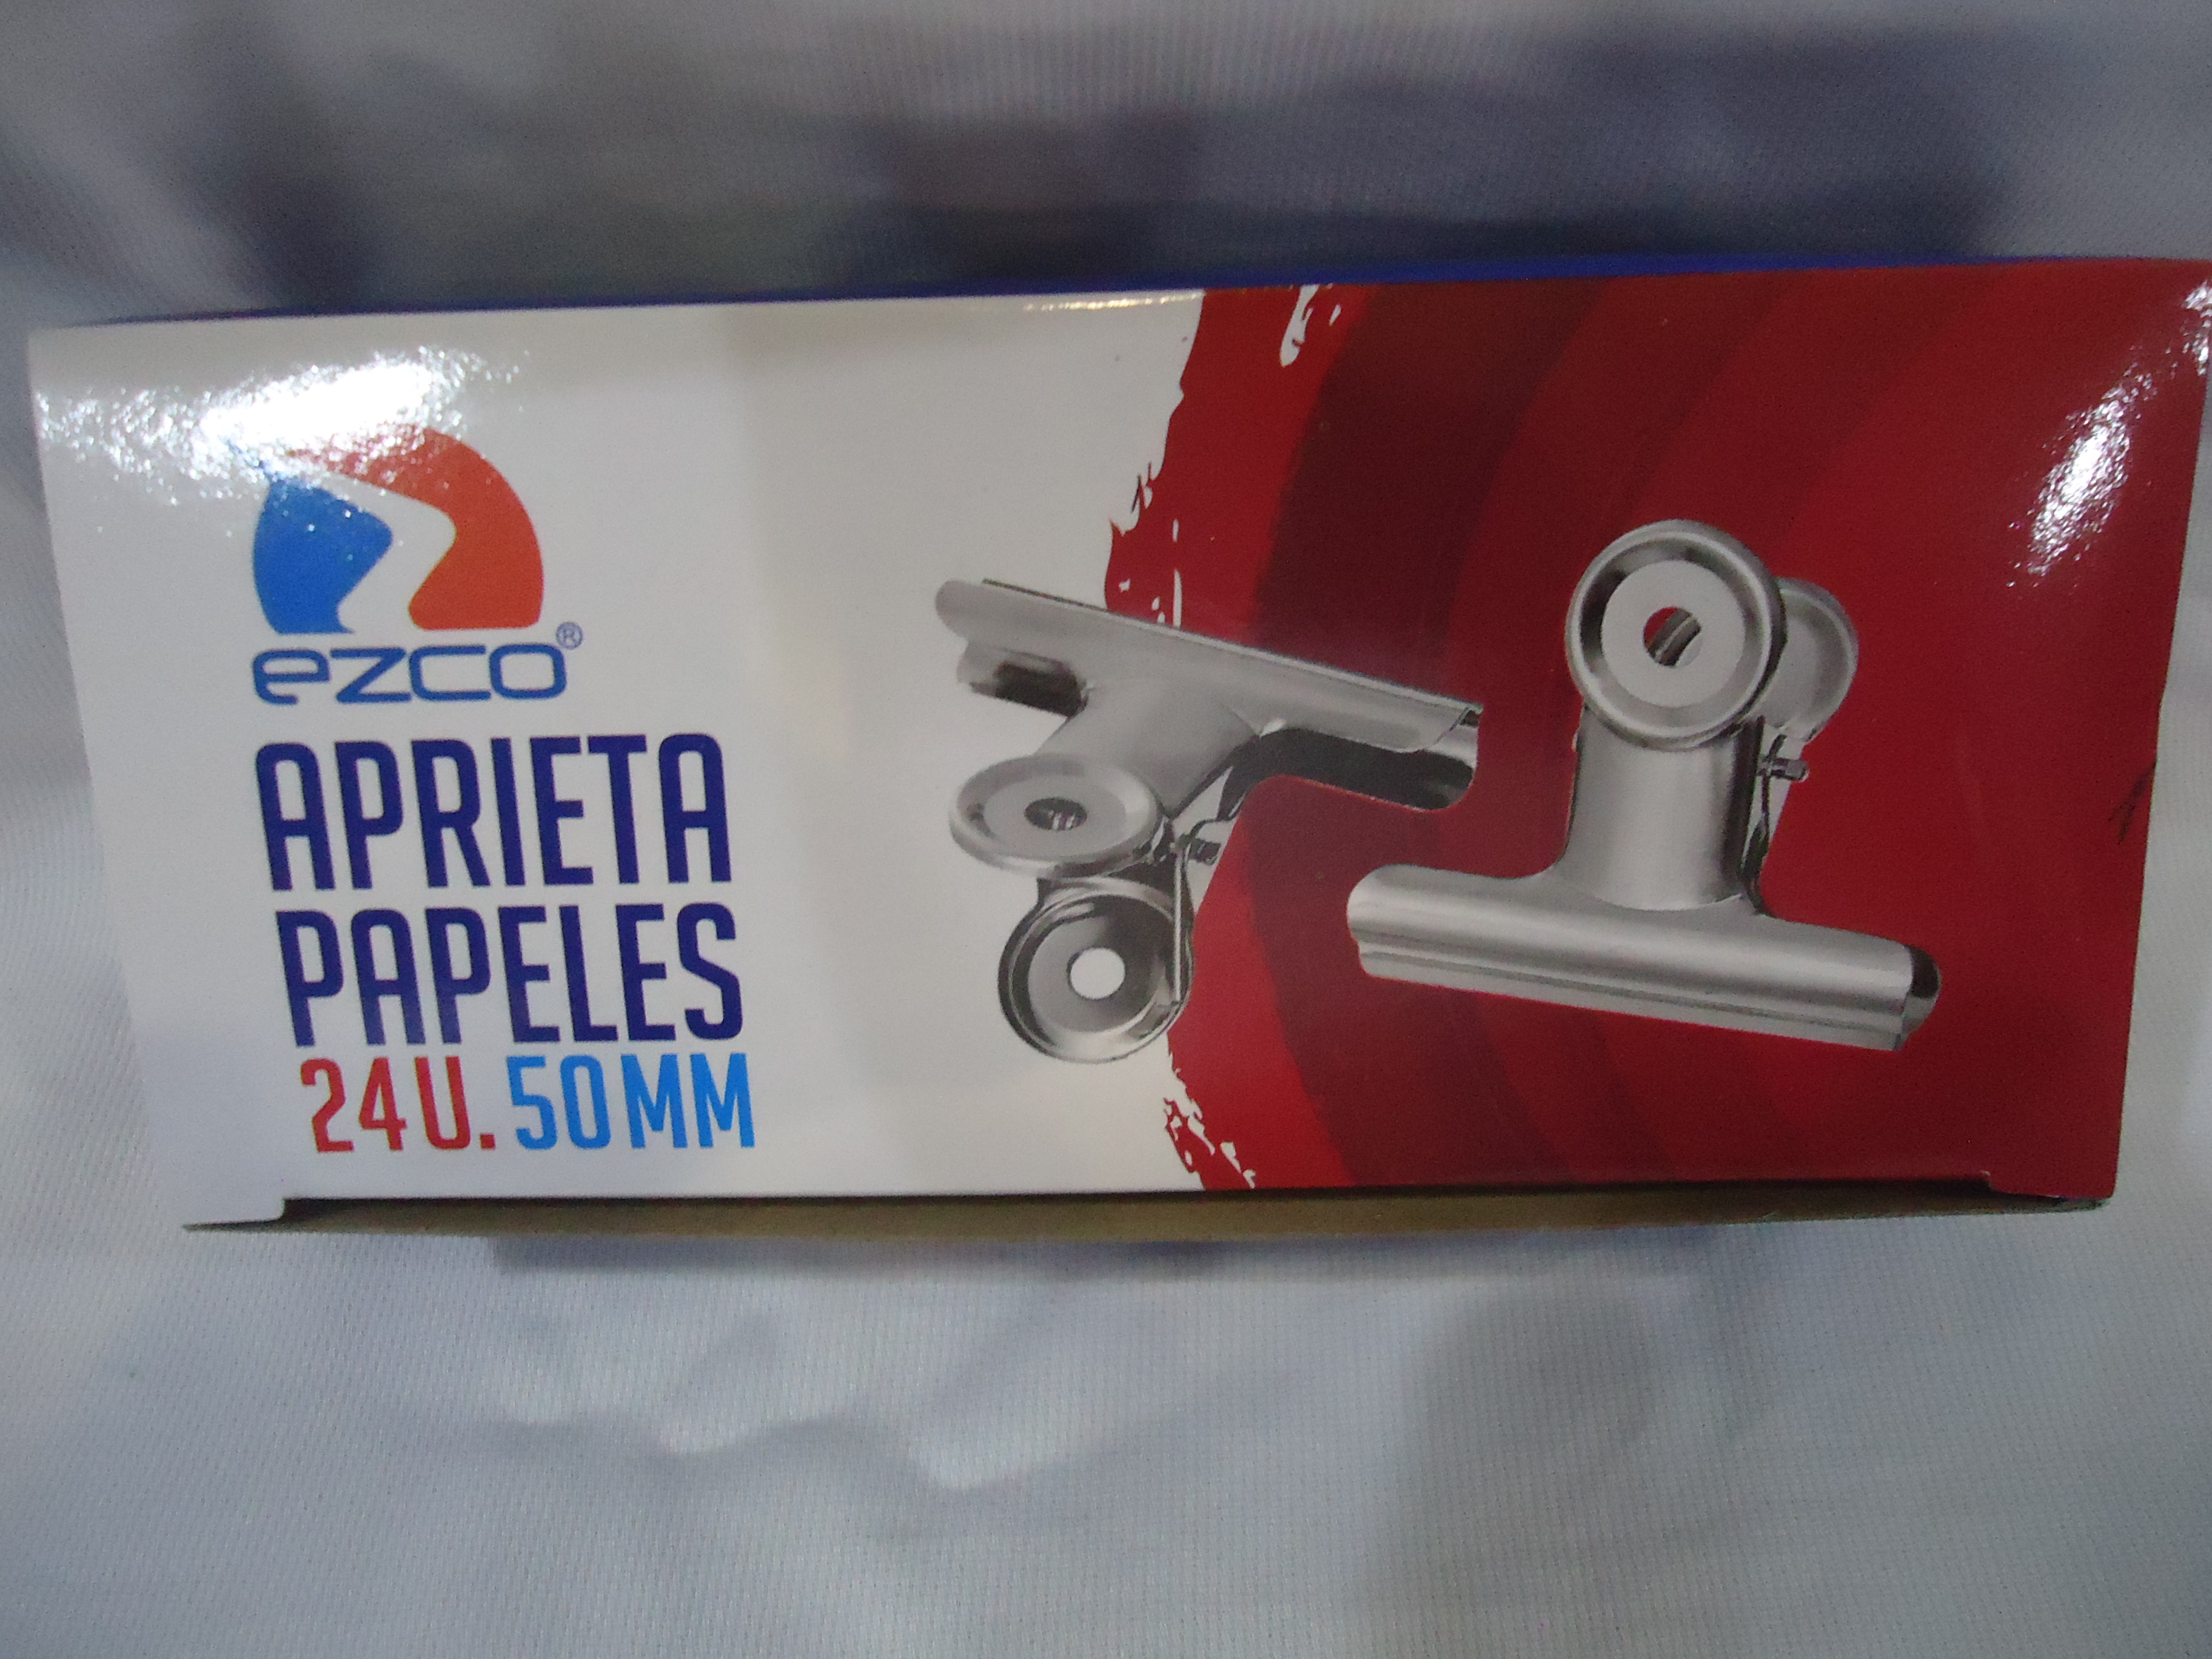 ezco®
APRIETA
PAPELES
24U. 50MM